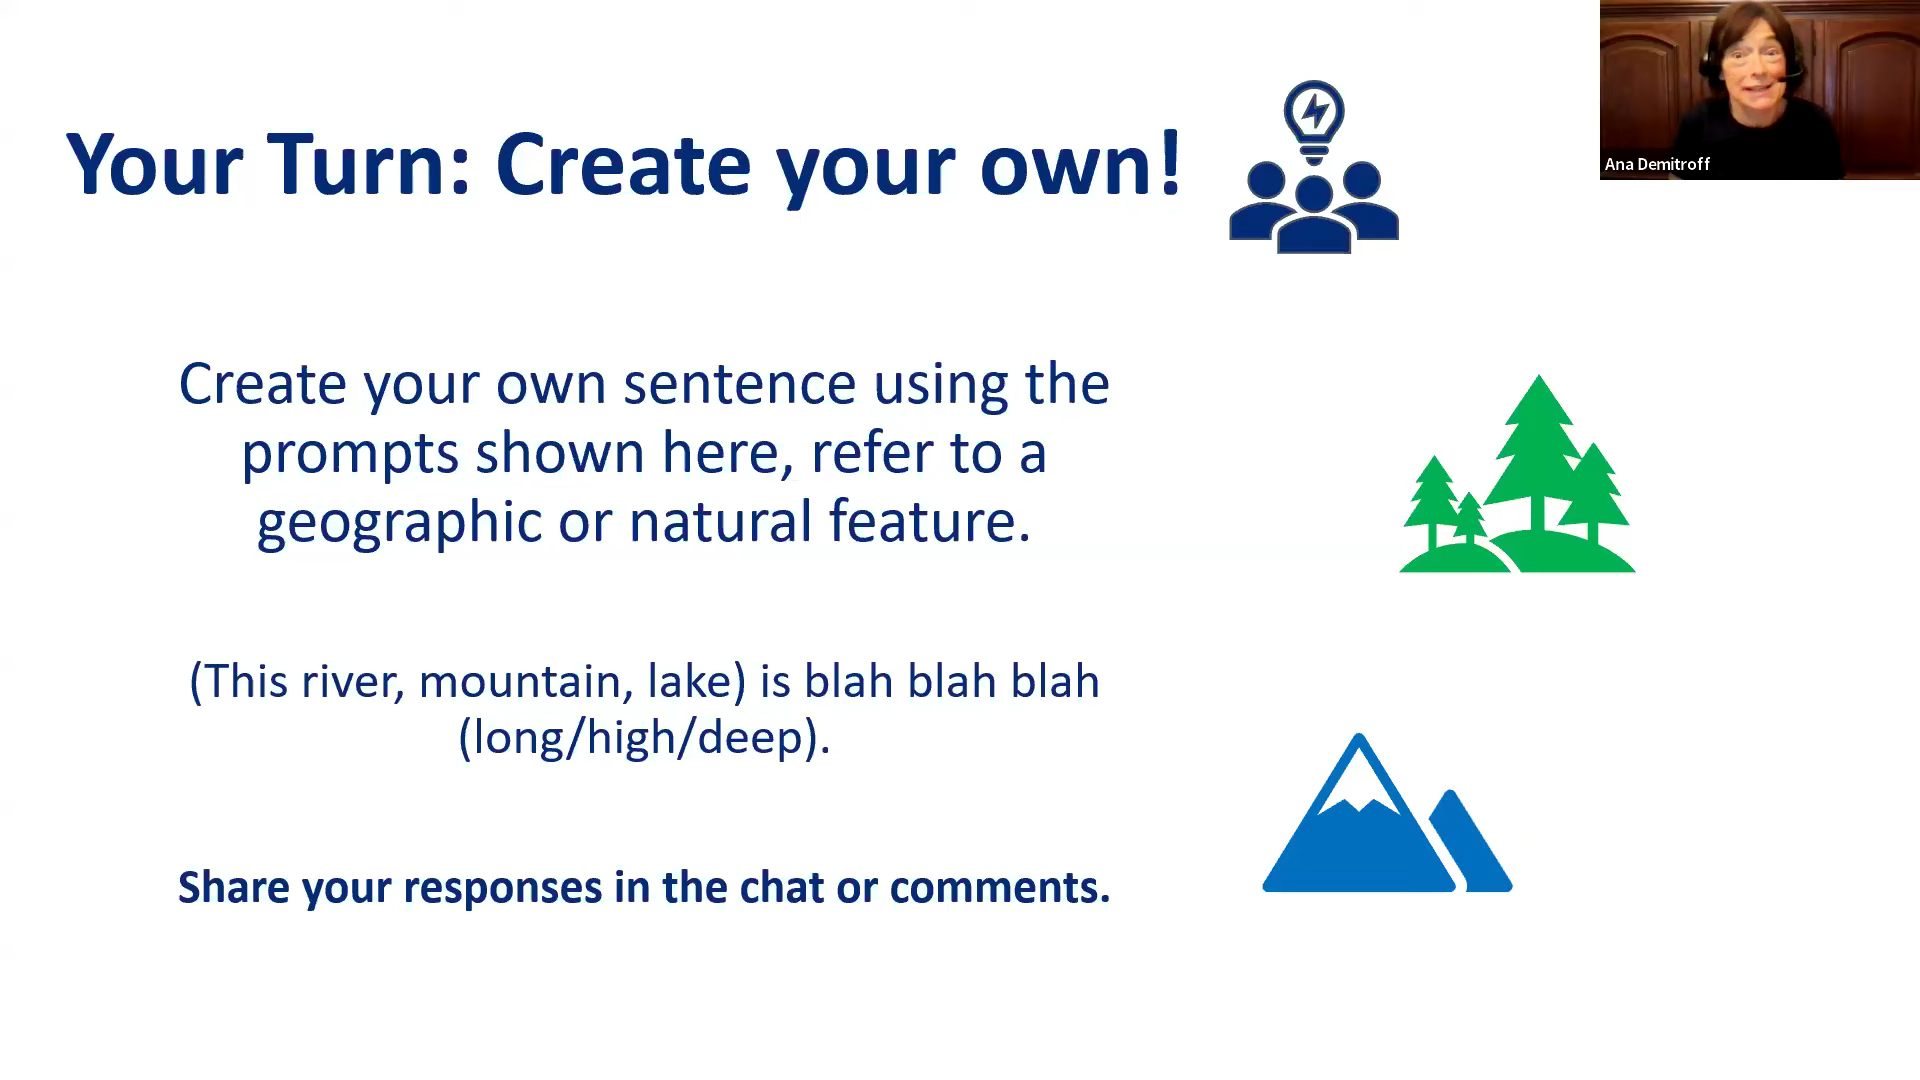 Your Turn: Create your own!
Ana Demitroff
Create your own sentence using the
prompts shown here, refer to a
geographic or natural feature.
(This river, mountain, lake) is blah blah blah
(long/high/deep).
Share your responses in the chat or comments.